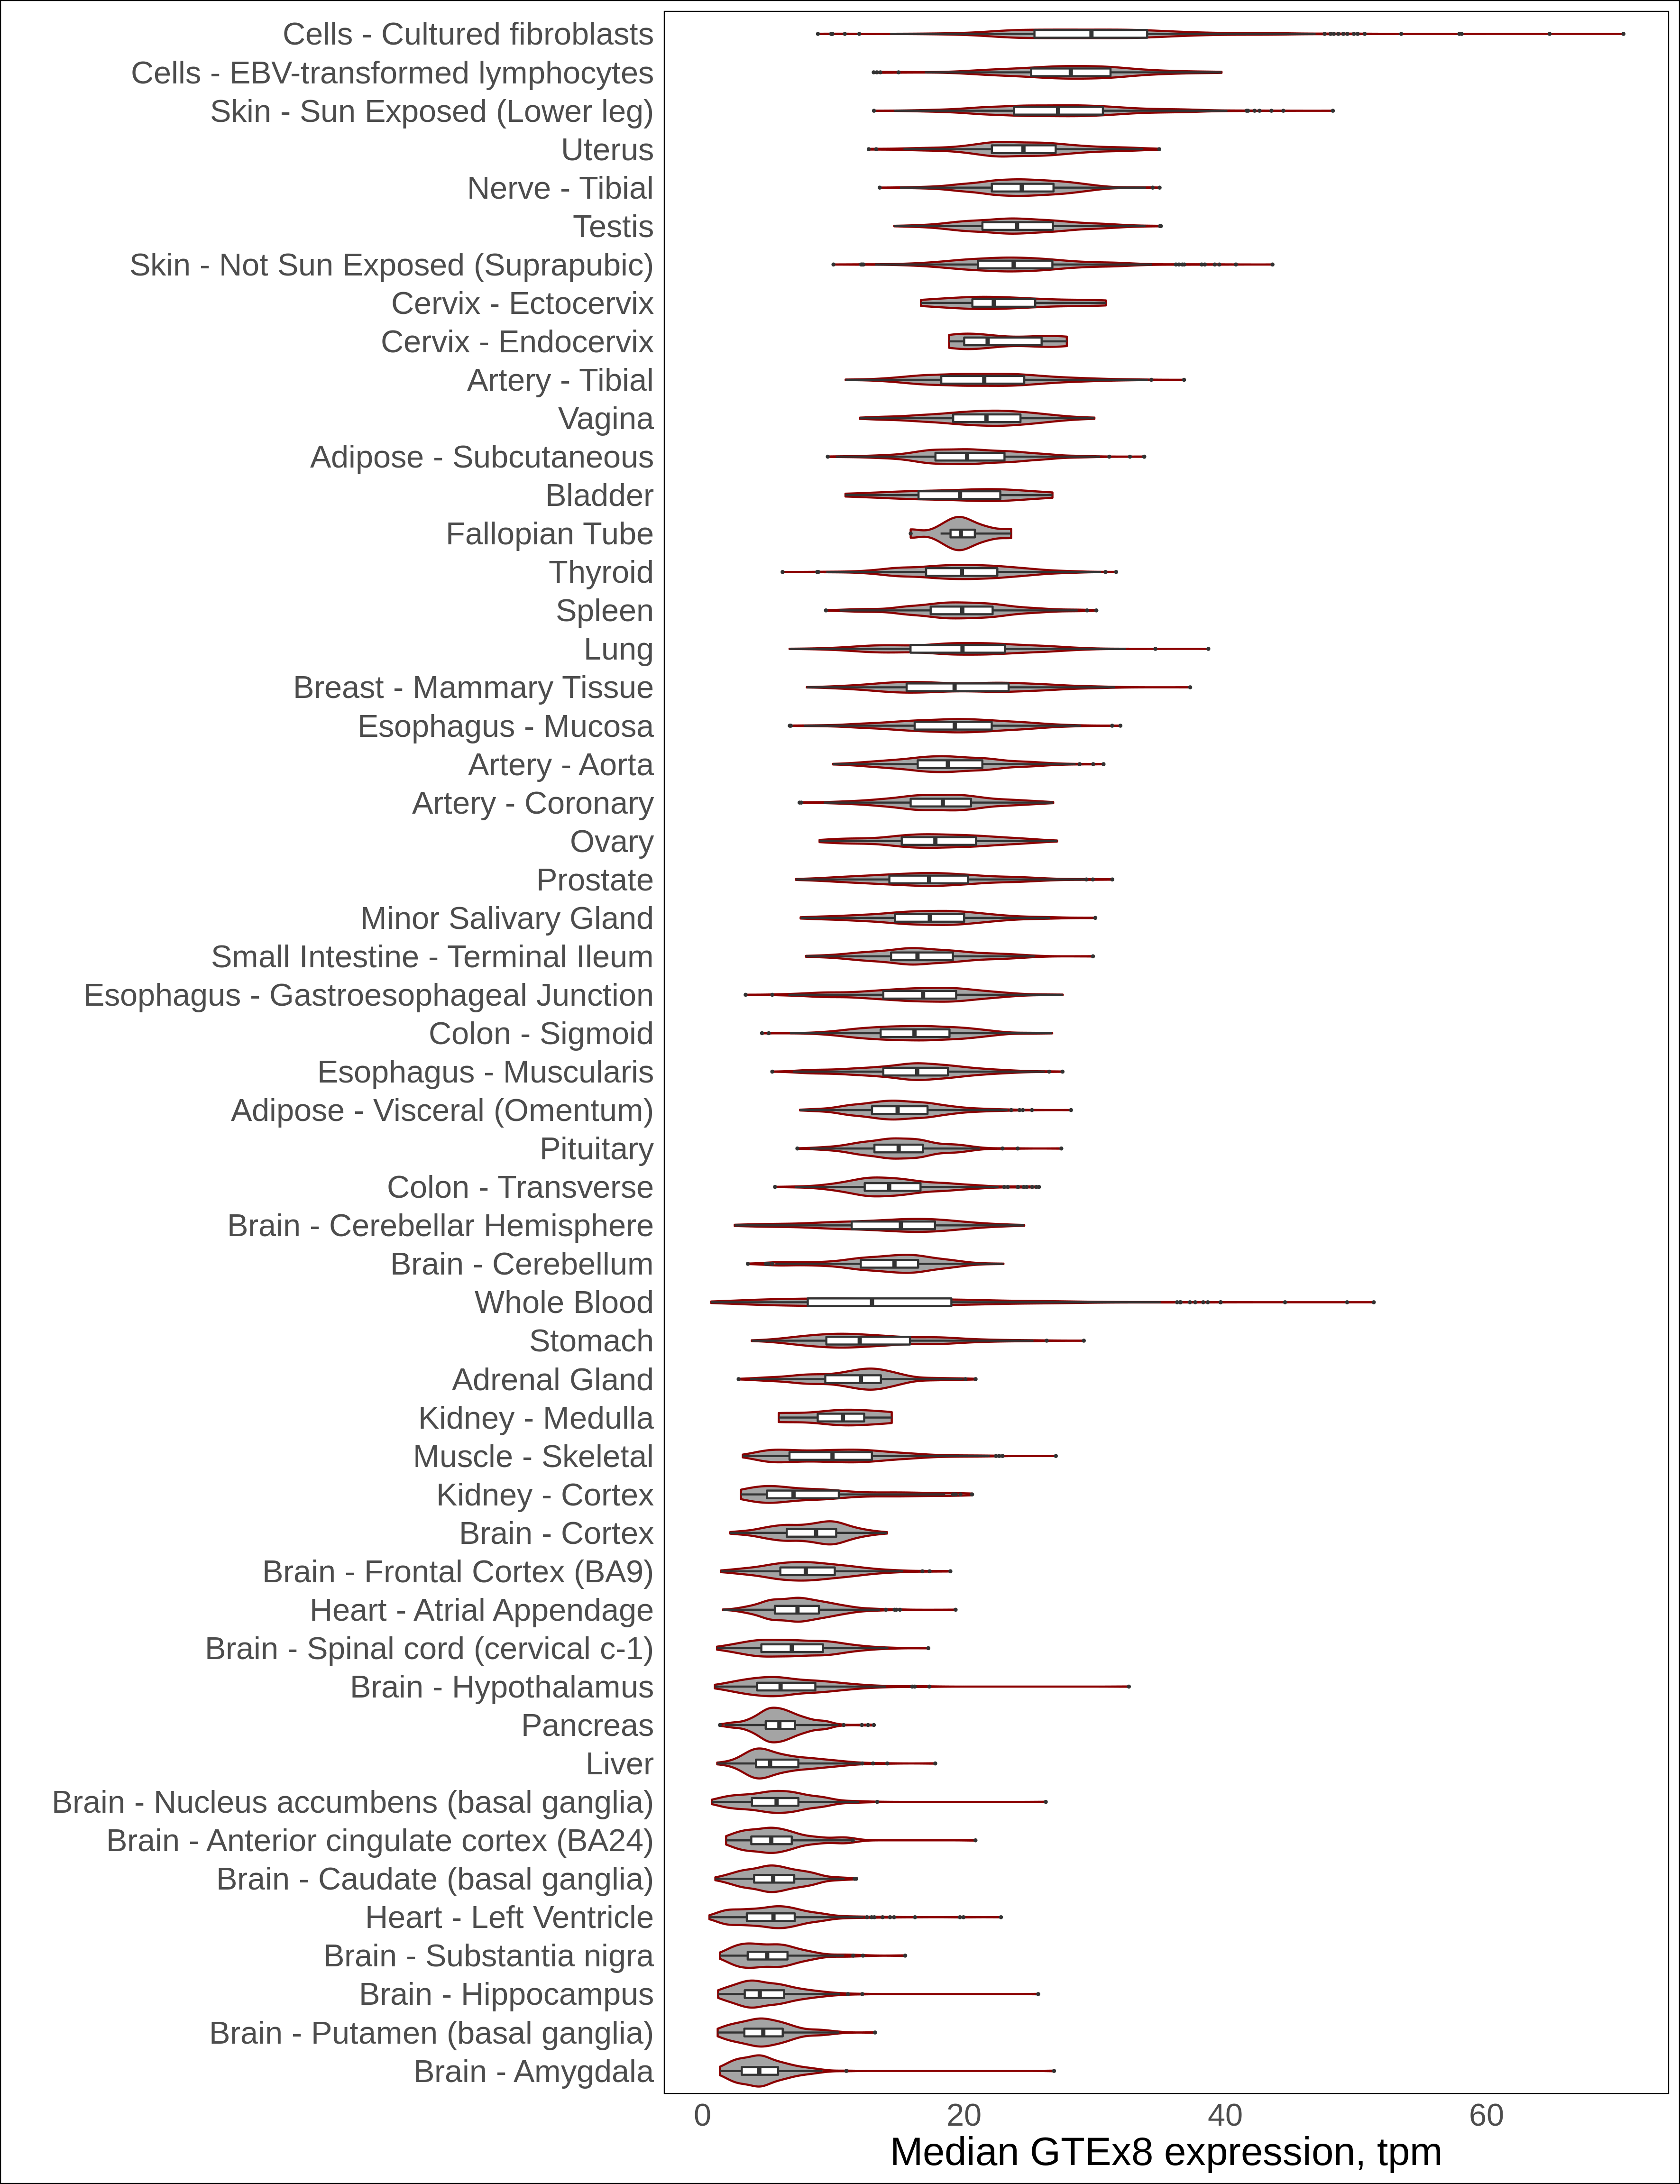 Cells - Cultured fibroblasts
Cells - EBV-transformed lymphocytes
Skin - Sun Exposed (Lower leg)
Uterus
Nerve - Tibial
Testis
Skin - Not Sun Exposed (Suprapubic)
Cervix - Ectocervix
Cervix - Endocervix
Artery - Tibial
Vagina
Adipose - Subcutaneous
Bladder
Fallopian Tube
Thyroid
Spleen
Lung
Breast - Mammary Tissue
Esophagus - Mucosa
Artery - Aorta
Artery - Coronary
Ovary
Prostate
Minor Salivary Gland
Small Intestine - Terminal Ileum
Esophagus - Gastroesophageal Junction
Colon - Sigmoid
Esophagus - Muscularis
Adipose - Visceral (Omentum)
Pituitary
Colon - Transverse
Brain - Cerebellar Hemisphere
Brain - Cerebellum
Whole Blood
Stomach
Adrenal Gland
Kidney - Medulla
Muscle - Skeletal
Kidney - Cortex
Brain - Cortex
Brain - Frontal Cortex (BA9)
Heart - Atrial Appendage
Brain - Spinal cord (cervical c-1)
Brain - Hypothalamus
Pancreas
Liver
Brain - Nucleus accumbens (basal ganglia)
Brain - Anterior cingulate cortex (BA24)
Brain - Caudate (basal ganglia)
Heart - Left Ventricle
Brain - Substantia nigra
Brain - Hippocampus
Brain - Putamen (basal ganglia)
Brain - Amygdala
0 20 40 60
Median GTEx8 expression, tpm